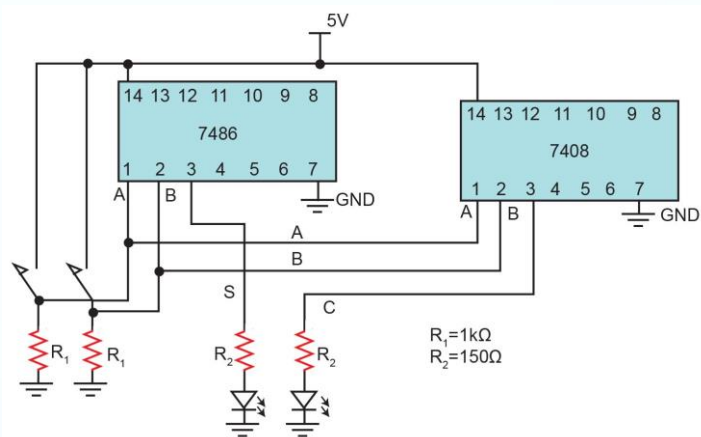 5V
14 13 12 11 10 9 8
7486
1 2 3 4 5 6 7
A B
GND
14 13 12 11 10 9 8
7408
1 2 3 4 5 6 7
A B
GND
A
B
S
C
R1
R1
R2
R2
R1=1kΩ
R2=150Ω